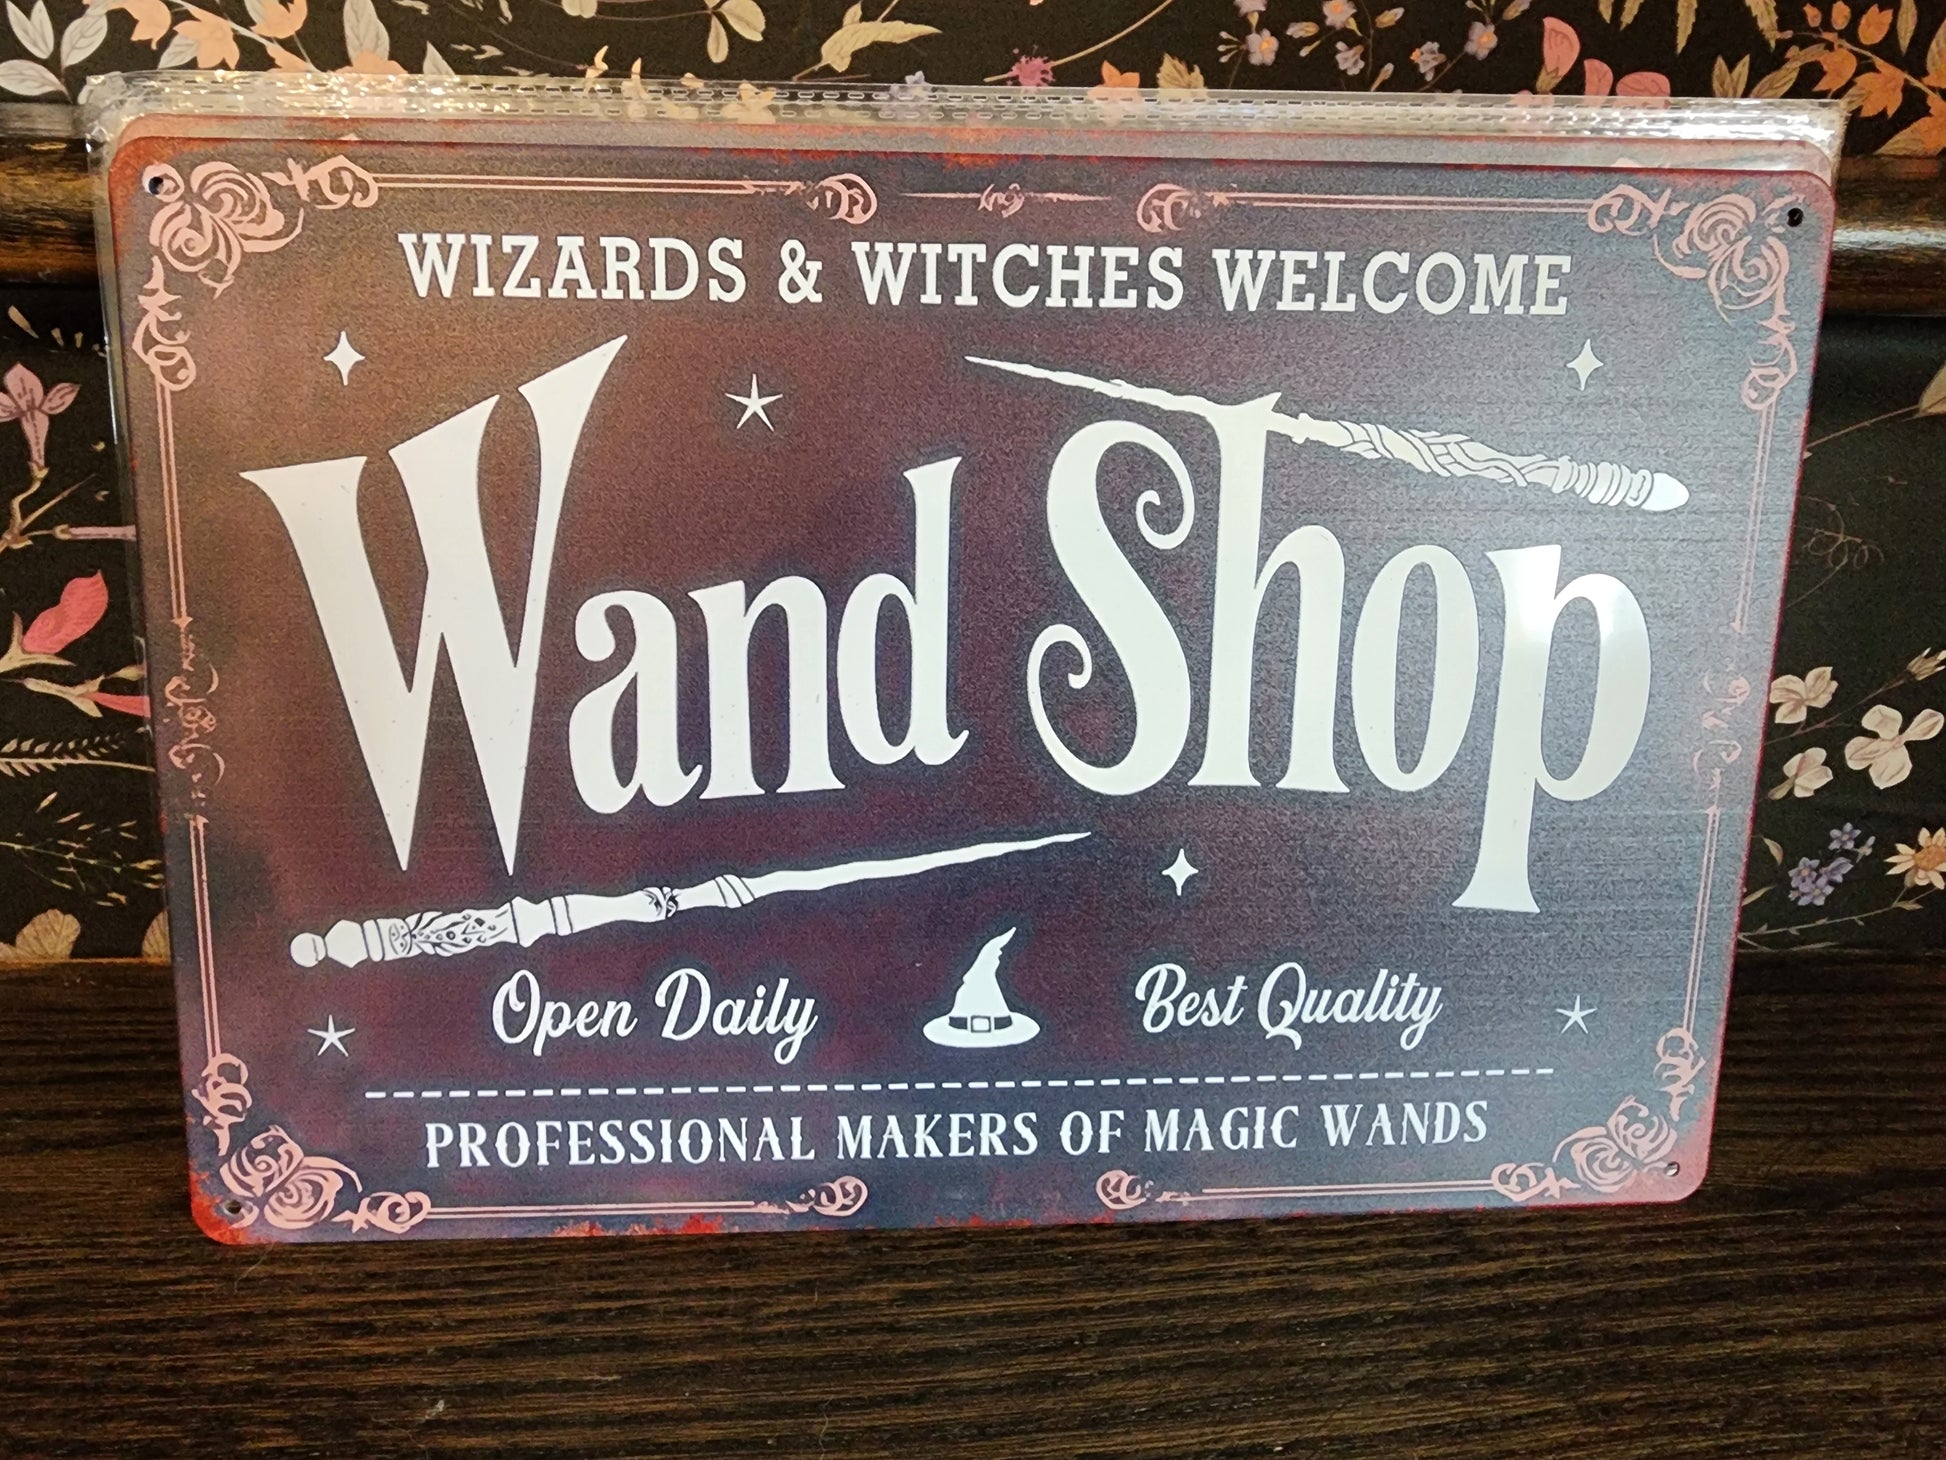 WIZARDS & WITCHES WELCOME
Wand Shop
Open Daily Best Quality
PROFESSIONAL MAKERS OF MAGIC WANDS